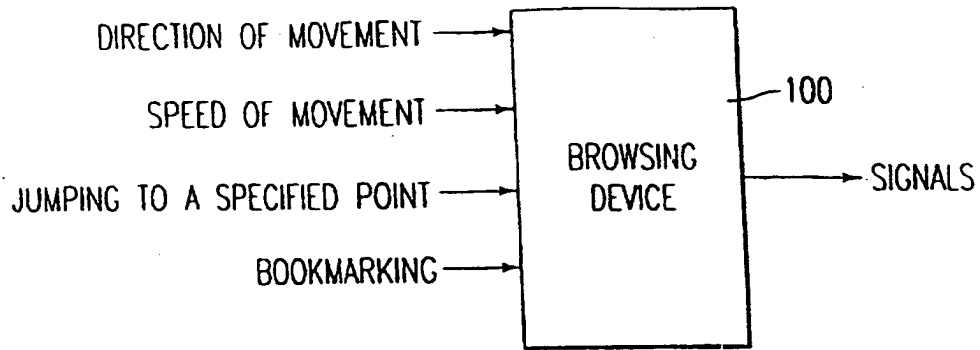 DIRECTION OF MOVEMENT
SPEED OF MOVEMENT
JUMPING TO A SPECIFIED POINT
BOOKMARKING
BROWSING
DEVICE
100
SIGNALS